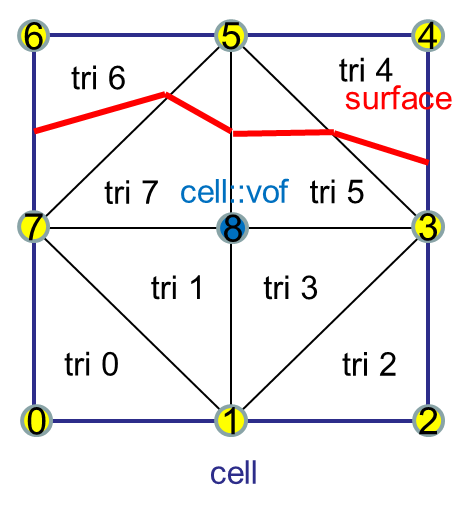 6 5 4
tri 6 tri 4
surface
tri 7 cell::vof tri 5
7 8 3
tri 1 tri 3
tri 0 tri 2
0 1 2
cell